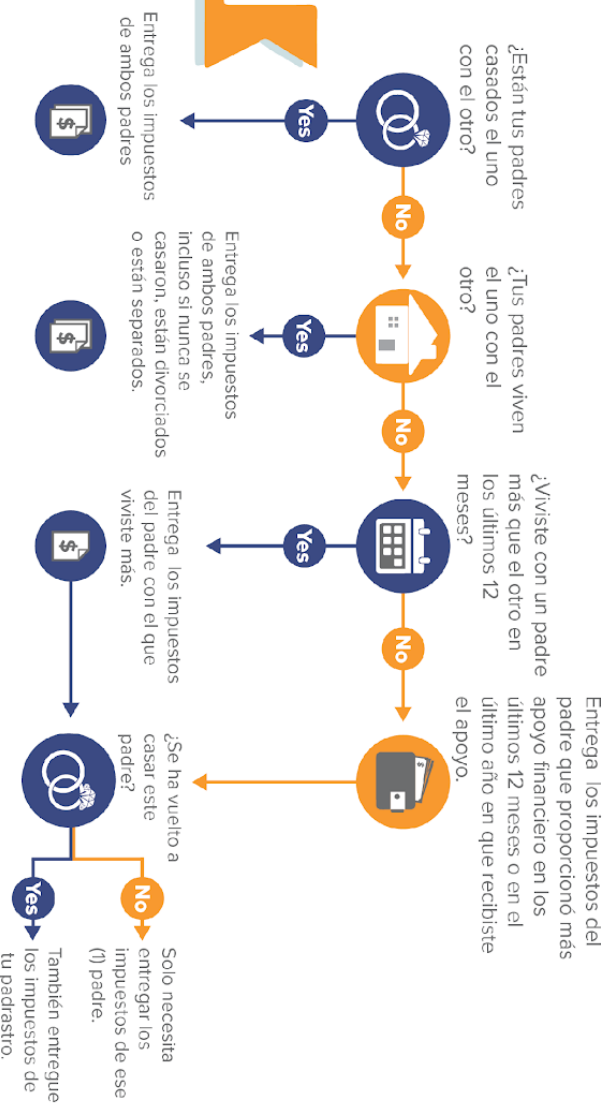 ¿Están tus padres
casados el uno
con el otro?
Yes
Entrega los impuestos
de ambos padres
$
No
¿Tus padres viven
el uno con el
otro?
Yes
Entrega los impuestos
de ambos padres,
incluso si nunca se
casaron, están divorciados
o están separados.
$
No
¿Viviste con un padre
más que el otro en
los últimos 12
meses?
Yes
Entrega los impuestos
del padre con el que
viviste más.
$
No
Entrega los impuestos del
padre que proporcionó más
apoyo financiero en los
últimos 12 meses o en el
último año en que recibiste
el apoyo.
$
¿Se ha vuelto a
casar este
padre?
No
Solo necesita
entregar los
impuestos de ese
(1) padre.
Yes
También entregue
los impuestos de
tu padrastro.